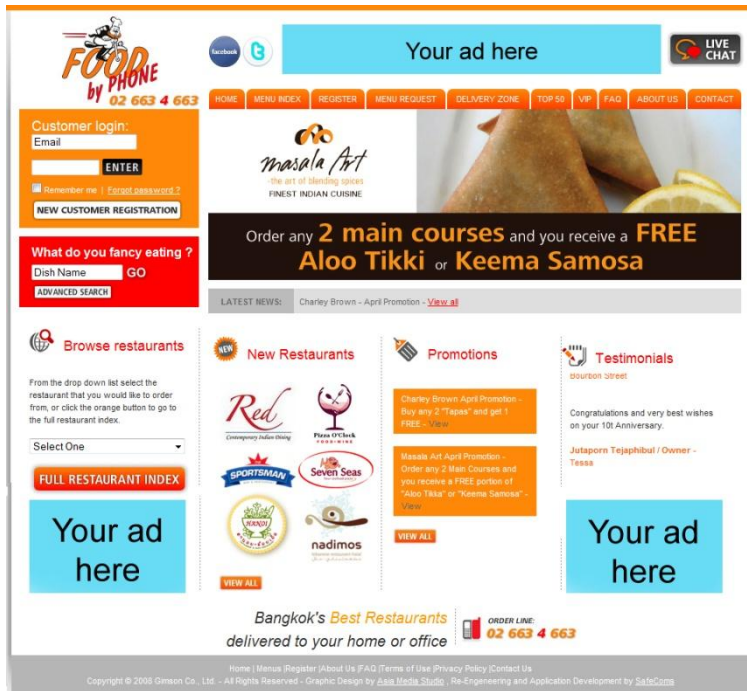 FOOD
by PHONE
02 663 4 663
facebook
Your ad here
LIVE
CHAT
HOME
MENU INDEX
REGISTER
MENU REQUEST
DELIVERY ZONE
TOP 50
VIP
FAQ
ABOUT US
CONTACT
Customer login:
Email
ENTER
Remember me | Forgot password ?
NEW CUSTOMER REGISTRATION
masala Art
the art of blending spices
FINEST INDIAN CUISINE
Order any 2 main courses and you receive a FREE
Aloo Tikki or Keema Samosa
What do you fancy eating ?
Dish Name GO
ADVANCED SEARCH
LATEST NEWS: Charley Brown - April Promotion - View all
Browse restaurants
From the drop down list select the
restaurant that you would like to order
from, or click the orange button to go to
the full restaurant index.
Select One
FULL RESTAURANT INDEX
Your ad
here
NEW
New Restaurants
Red
Contemporary Indian Dining
Pizza O'Clock
FOOD+WINE
SPORTSMAN
Seven Seas
HANDI
nadimos
VIEW ALL
Promotions
Charley Brown April Promotion -
Buy any 2 "Tapas" and get 1
FREE - View
Masala Art April Promotion -
Order any 2 Main Courses and
you receive a FREE portion of
"Aloo Tikka" or "Keema Samosa" -
View
VIEW ALL
Testimonials
Bourbon Street
Congratulations and very best wishes
on your 10t Anniversary.
Jutaporn Tejaphibul / Owner -
Tessa
Your ad
here
Bangkok's Best Restaurants
delivered to your home or office
ORDER LINE:
02 663 4 663
Home | Menus |Register |About Us |FAQ |Terms of Use |Privacy Policy |Contact Us
Copyright © 2008 Gimson Co., Ltd. - All Rights Reserved - Graphic Design by Asia Media Studio , Re-Engeneering and Application Development by SafeComs